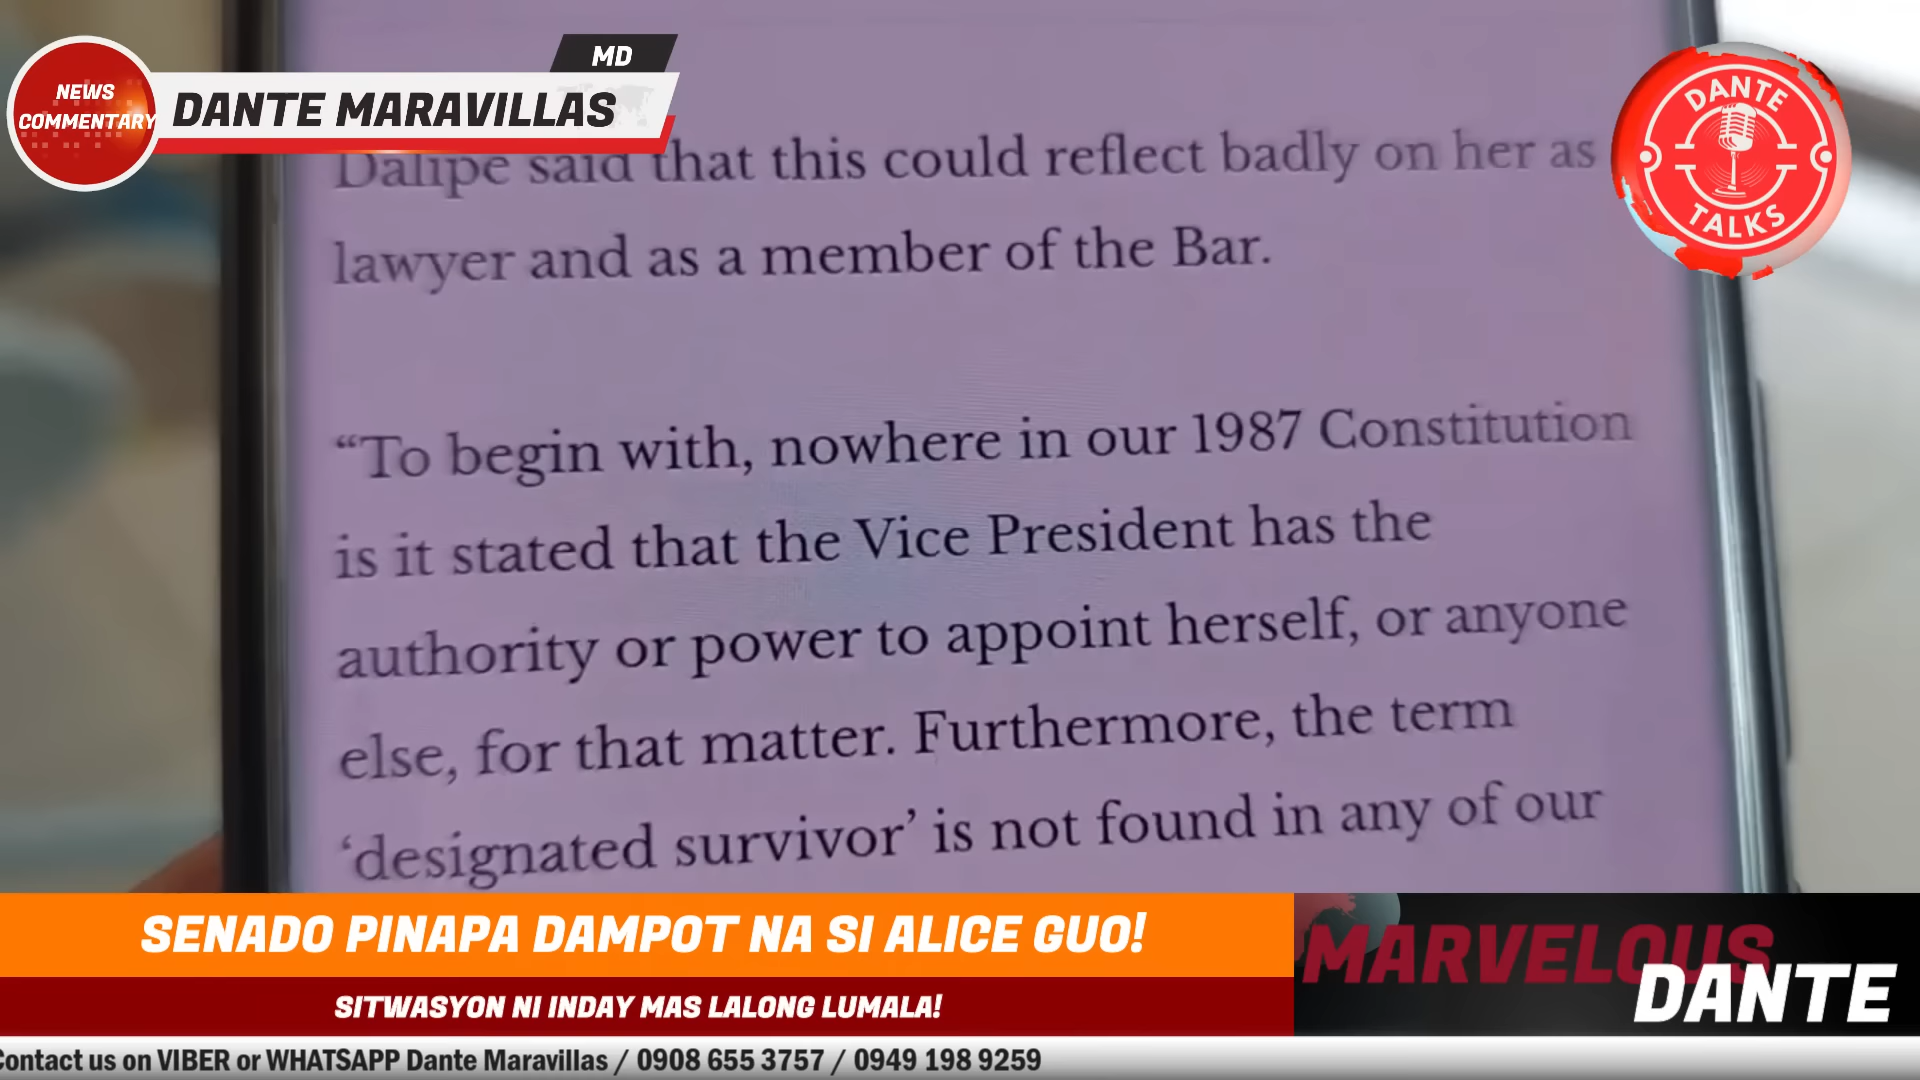 MD
NEWS
COMMENTARY
DANTE MARAVILLAS
DANTE
TALKS
Dalipe said that this could reflect badly on her as
lawyer and as a member of the Bar.
“To begin with, nowhere in our 1987 Constitution
is it stated that the Vice President has the
authority or power to appoint herself, or anyone
else, for that matter. Furthermore, the term
‘designated survivor’ is not found in any of our
SENADO PINAPA DAMPOT NA SI ALICE GUO!
SITWASYON NI INDAY MAS LALONG LUMALA!
MARVELOUS
DANTE
Contact us on VIBER or WHATSAPP Dante Maravillas / 0908 655 3757 / 0949 198 9259